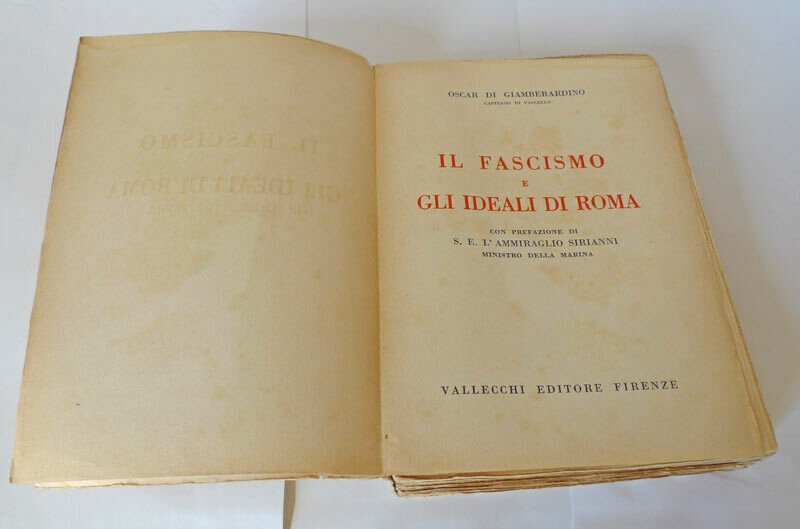 OSCAR DI GIAMBERARDINO
CAPITANO DI VASCELLO
IL FASCISMO
E
GLI IDEALI DI ROMA
CON PREFAZIONE DI
S. E. L'AMMIRAGLIO SIRIANNI
MINISTRO DELLA MARINA
VALLECCHI EDITORE FIRENZE